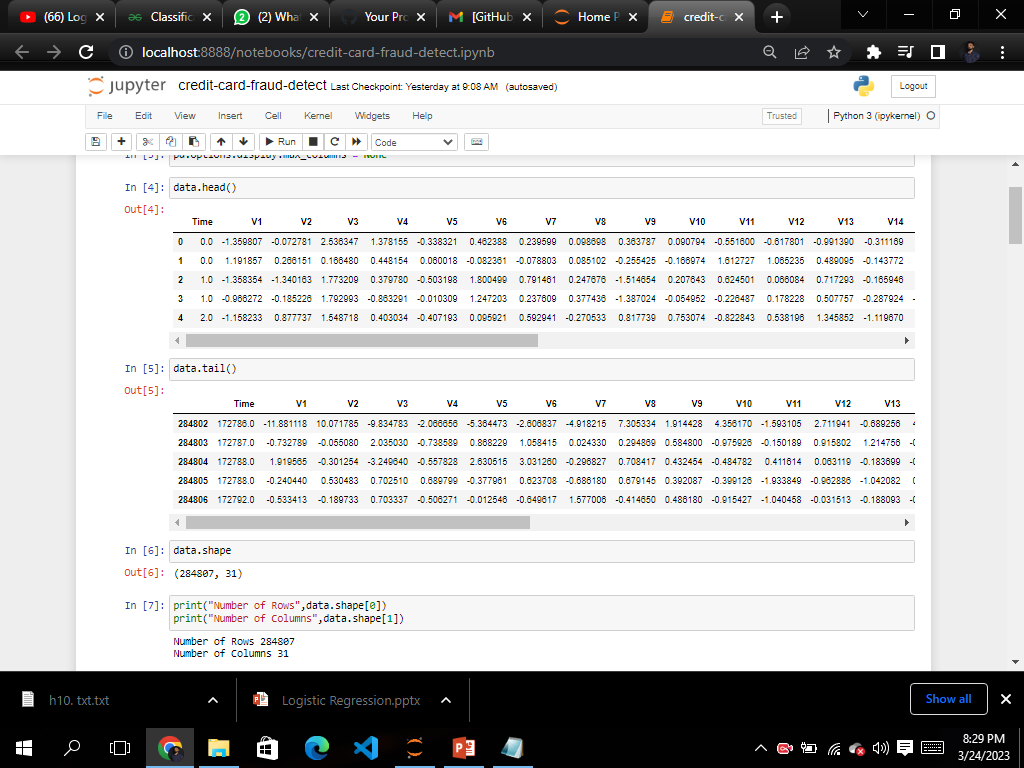 (66) Log
Classific
(2) What
Your Pro
[GitHub
Home P
credit-c
localhost:8888/notebooks/credit-card-fraud-detect.ipynb
jupyter credit-card-fraud-detect Last Checkpoint: Yesterday at 9:08 AM (autosaved)
Logout
File Edit View Insert Cell Kernel Widgets Help
Trusted
Python 3 (ipykernel)
Run
Code
pd.options.display.max_columns = None
In [4]: data.head()
Out[4]:
Time V1 V2 V3 V4 V5 V6 V7 V8 V9 V10 V11 V12 V13 V14
0 0.0 -1.359807 -0.072781 2.536347 1.378155 -0.338321 0.462388 0.239599 0.098698 0.363787 0.090794 -0.551600 -0.617801 -0.991390 -0.311169
1 0.0 1.191857 0.266151 0.166480 0.448154 0.060018 -0.082361 -0.078803 0.085102 -0.255425 -0.166974 1.612727 1.065235 0.489095 -0.143772
2 1.0 -1.358354 -1.340163 1.773209 0.379780 -0.503198 1.800499 0.791461 0.247676 -1.514654 0.207643 0.624501 0.066084 0.717293 -0.165946
3 1.0 -0.966272 -0.185226 1.792993 -0.863291 -0.010309 1.247203 0.237609 0.377436 -1.387024 -0.054952 -0.226487 0.178228 0.507757 -0.287924 -
4 2.0 -1.158233 0.877737 1.548718 0.403034 -0.407193 0.095921 0.592941 -0.270533 0.817739 0.753074 -0.822843 0.538196 1.345852 -1.119670
In [5]: data.tail()
Out[5]:
Time V1 V2 V3 V4 V5 V6 V7 V8 V9 V10 V11 V12 V13
284802 172786.0 -11.881118 10.071785 -9.834783 -2.066656 -5.364473 -2.606837 -4.918215 7.305334 1.914428 4.356170 -1.593105 2.711941 -0.689256
284803 172787.0 -0.732789 -0.055080 2.035030 -0.738589 0.868229 1.058415 0.024330 0.294869 0.584800 -0.975926 -0.150189 0.915802 1.214756
284804 172788.0 1.919565 -0.301254 -3.249640 -0.557828 2.630515 3.031260 -0.296827 0.708417 0.432454 -0.484782 0.411614 0.063119 -0.183699
284805 172788.0 -0.240440 0.530483 0.702510 0.689799 -0.377961 0.623708 -0.686180 0.679145 0.392087 -0.399126 -1.933849 -0.962886 -1.042082
284806 172792.0 -0.533413 -0.189733 0.703337 -0.506271 -0.012546 -0.649617 1.577006 -0.414650 0.486180 -0.915427 -1.040458 -0.031513 -0.188093
In [6]: data.shape
Out[6]: (284807, 31)
In [7]: print("Number of Rows",data.shape[0])
print("Number of Columns",data.shape[1])
Number of Rows 284807
Number of Columns 31
h10. txt.txt
Logistic Regression.pptx
Show all
8:29 PM
3/24/2023